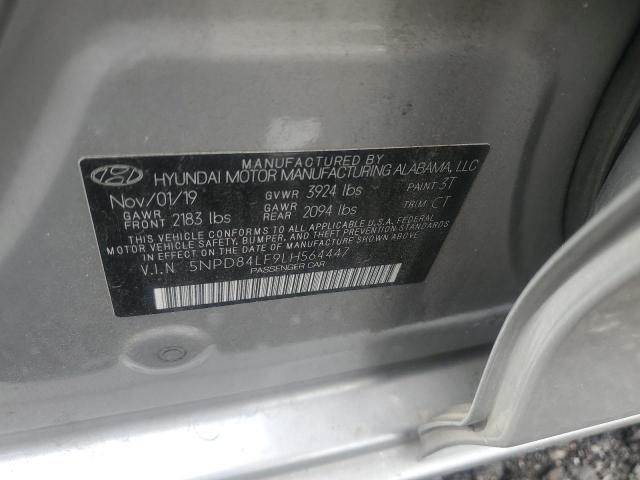 MANUFACTURED BY
HYUNDAI MOTOR MANUFACTURING ALABAMA, LLC
Nov/01/19 GVWR 3924 lbs PAINT 3T
GAWR FRONT 2183 lbs GAWR REAR 2094 lbs TRIM CT
THIS VEHICLE CONFORMS TO ALL APPLICABLE U.S.A. FEDERAL
MOTOR VEHICLE SAFETY, BUMPER, AND THEFT PREVENTION STANDARDS
IN EFFECT ON THE DATE OF MANUFACTURE SHOWN ABOVE.
V.I.N 5NPD84LF9LH564447
PASSENGER CAR